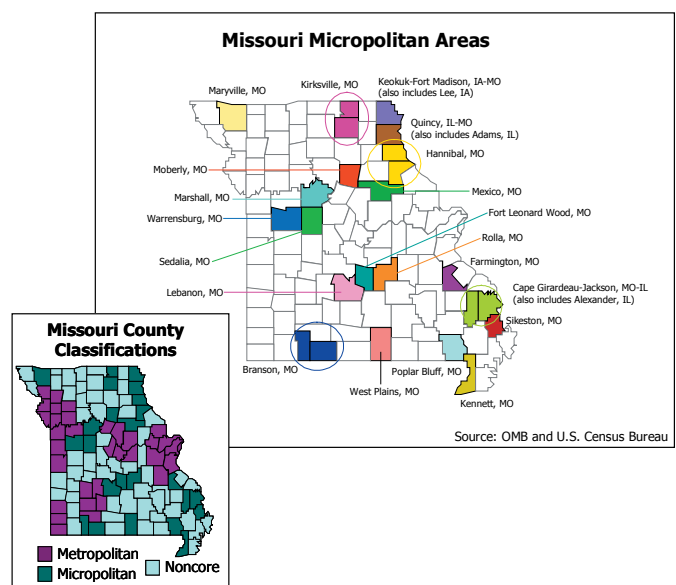 Missouri Micropolitan Areas
Maryville, MO
Kirksville, MO
Keokuk-Fort Madison, IA-MO
(also includes Lee, IA)
Quincy, IL-MO
(also includes Adams, IL)
Hannibal, MO
Moberly, MO
Marshall, MO
Mexico, MO
Warrensburg, MO
Fort Leonard Wood, MO
Rolla, MO
Sedalia, MO
Farmington, MO
Lebanon, MO
Cape Girardeau-Jackson, MO-IL
(also includes Alexander, IL)
Sikeston, MO
Branson, MO
Poplar Bluff, MO
West Plains, MO
Kennett, MO
Source: OMB and U.S. Census Bureau
Missouri County
Classifications
Metropolitan
Micropolitan
Noncore